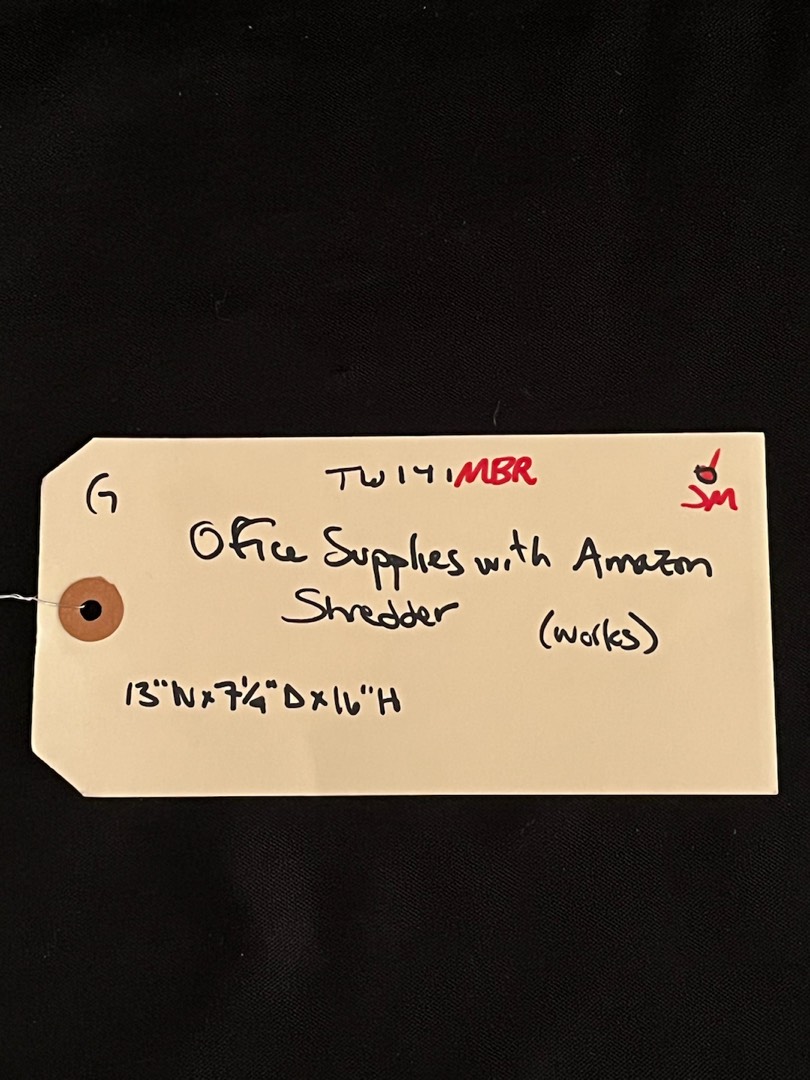 G TW141MBR
JM
Office Supplies with Amazon
Shredder (works)
13"W x 7¼" D x 16"H